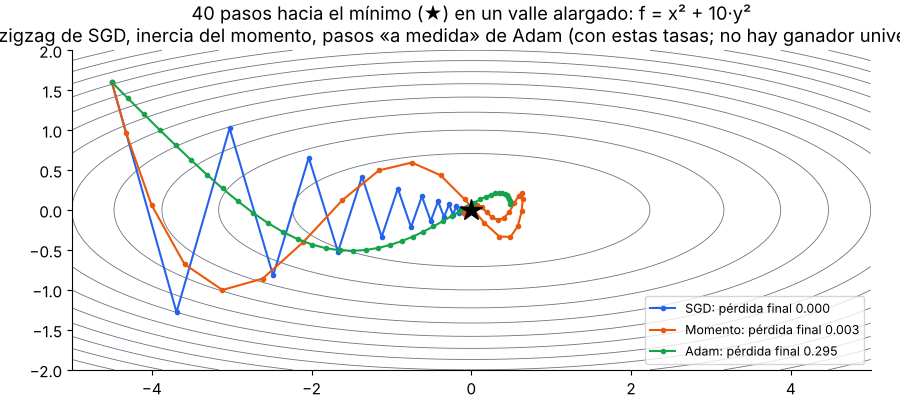 40 pasos hacia el mínimo (★) en un valle alargado: f = x² + 10·y²
zigzag de SGD, inercia del momento, pasos «a medida» de Adam (con estas tasas; no hay ganador unive
2.0
1.5
1.0
0.5
0.0
−0.5
−1.0
−1.5
−2.0
SGD: pérdida final 0.000
Momento: pérdida final 0.003
Adam: pérdida final 0.295
−4 −2 0 2 4